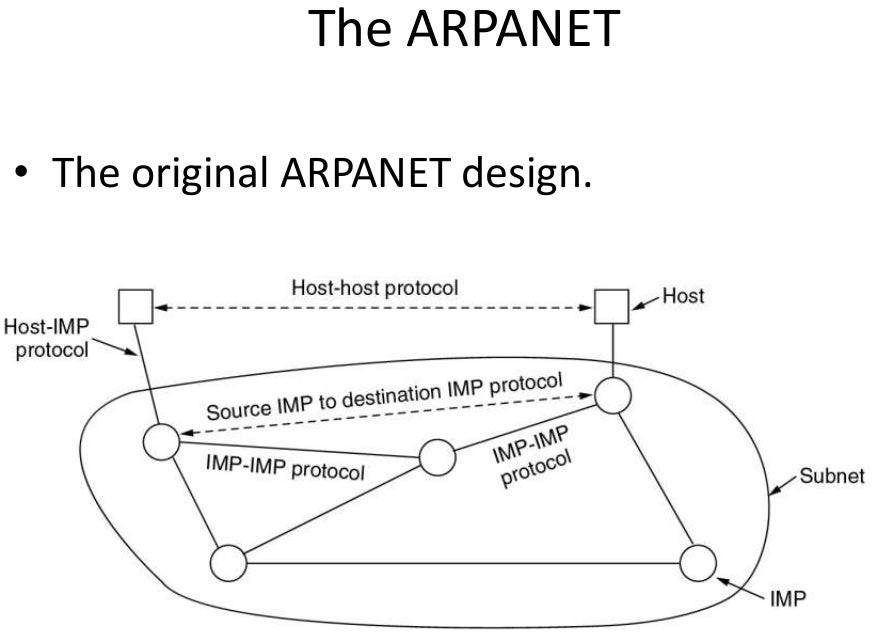 The ARPANET
• The original ARPANET design.
Host-host protocol
Host
Host-IMP
protocol
Source IMP to destination IMP protocol
IMP-IMP protocol
IMP-IMP
protocol
Subnet
IMP